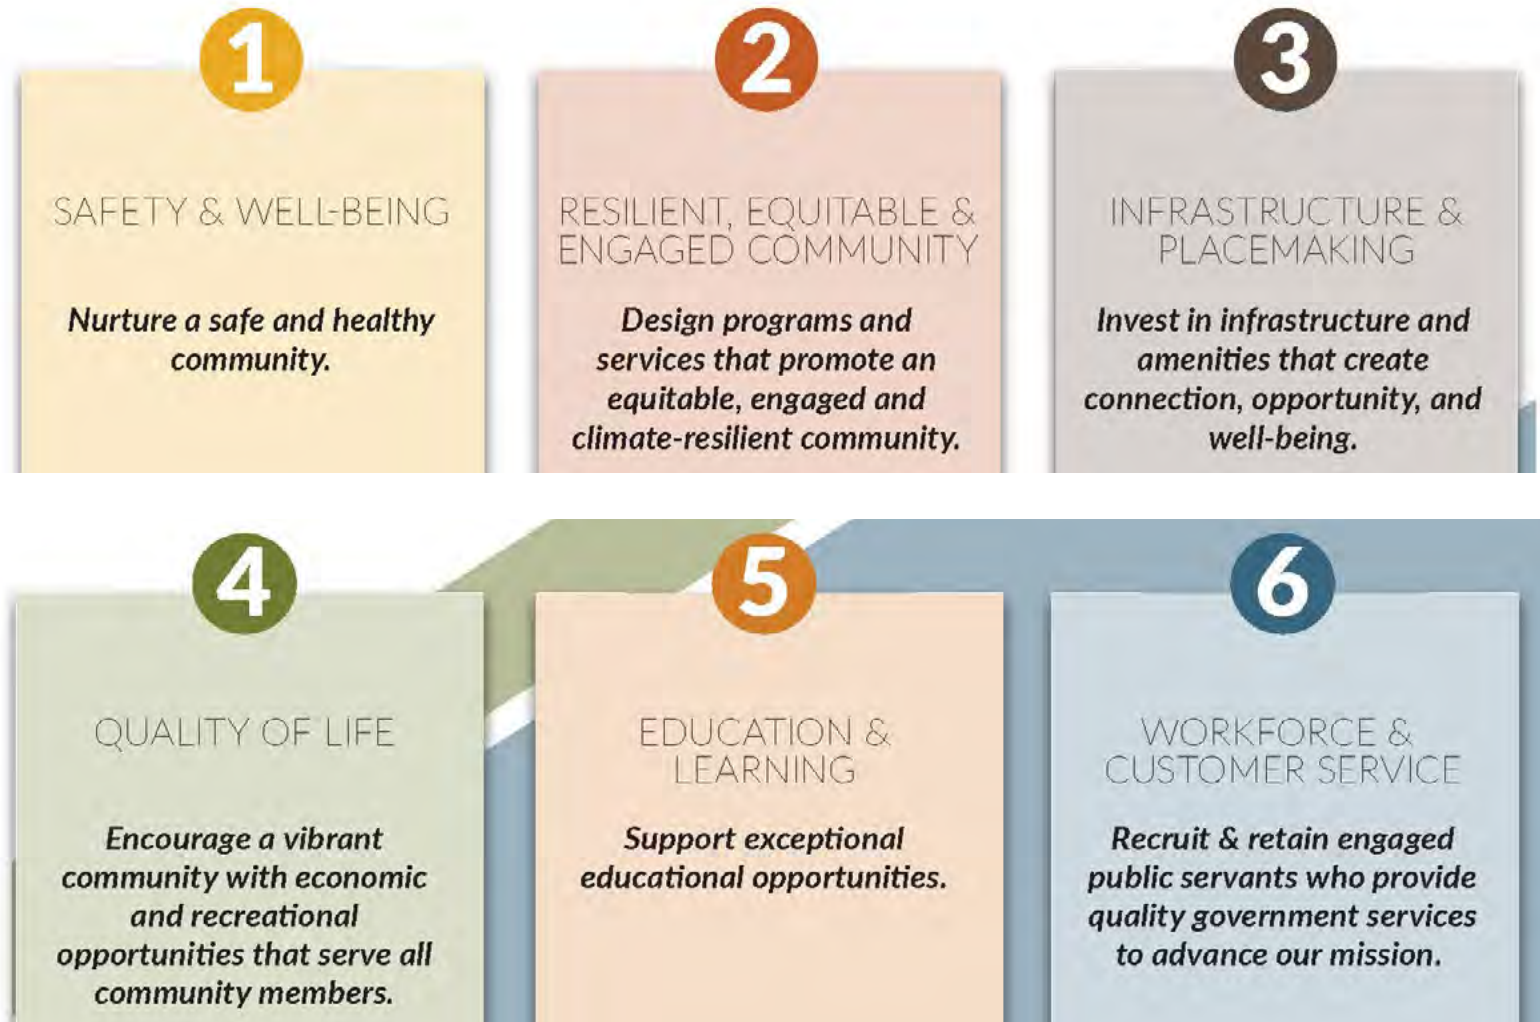 1
SAFETY & WELL-BEING
Nurture a safe and healthy
community.
2
RESILIENT, EQUITABLE &
ENGAGED COMMUNITY
Design programs and
services that promote an
equitable, engaged and
climate-resilient community.
3
INFRASTRUCTURE &
PLACEMAKING
Invest in infrastructure and
amenities that create
connection, opportunity, and
well-being.
4
QUALITY OF LIFE
Encourage a vibrant
community with economic
and recreational
opportunities that serve all
community members.
5
EDUCATION &
LEARNING
Support exceptional
educational opportunities.
6
WORKFORCE &
CUSTOMER SERVICE
Recruit & retain engaged
public servants who provide
quality government services
to advance our mission.